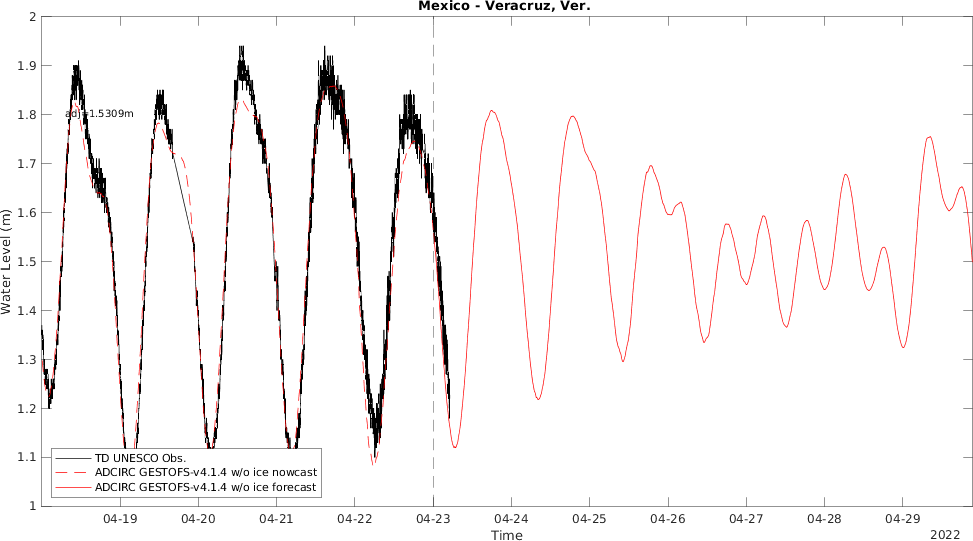 Mexico - Veracruz, Ver.
2
1.9
1.8
1.7
1.6
1.5
1.4
1.3
1.2
1.1
1
Water Level (m)
adj=1.5309m
TD UNESCO Obs.
ADCIRC GESTOFS-v4.1.4 w/o ice nowcast
ADCIRC GESTOFS-v4.1.4 w/o ice forecast
04-19 04-20 04-21 04-22 04-23 04-24 04-25 04-26 04-27 04-28 04-29
Time
2022